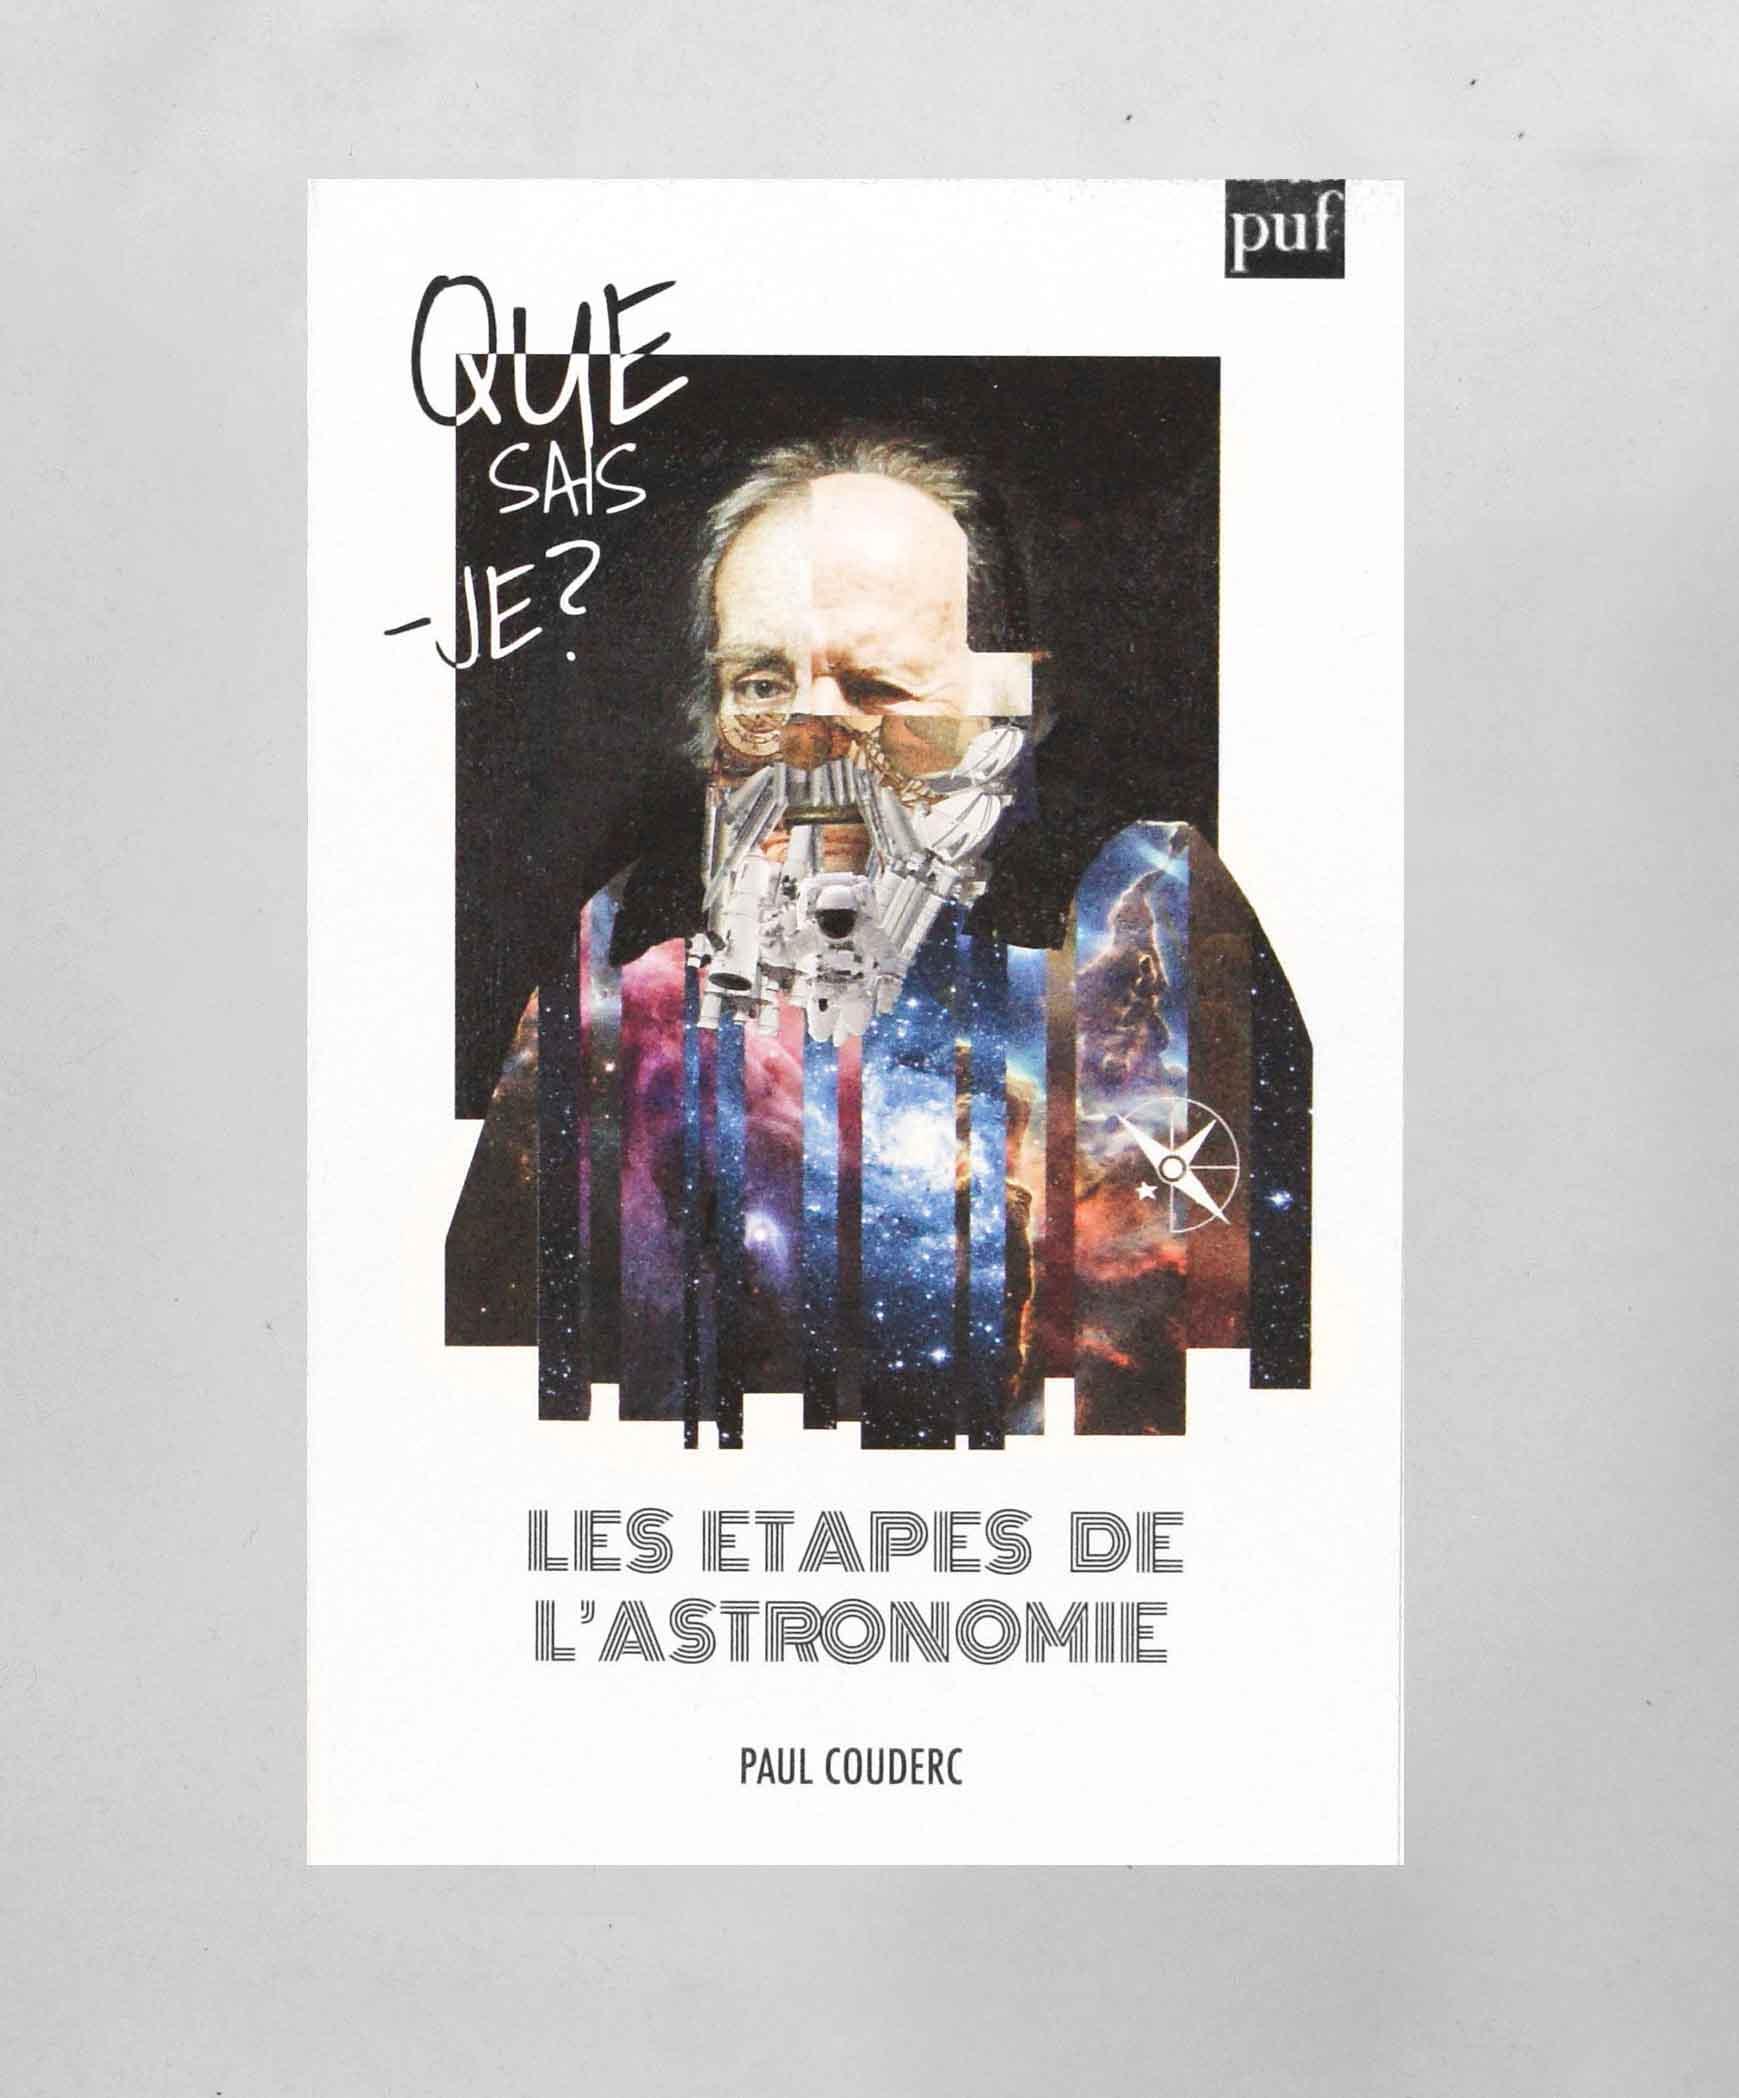 puf
QUE
SAIS
-JE?
LES ETAPES DE
L'ASTRONOMIE
PAUL COUDERC